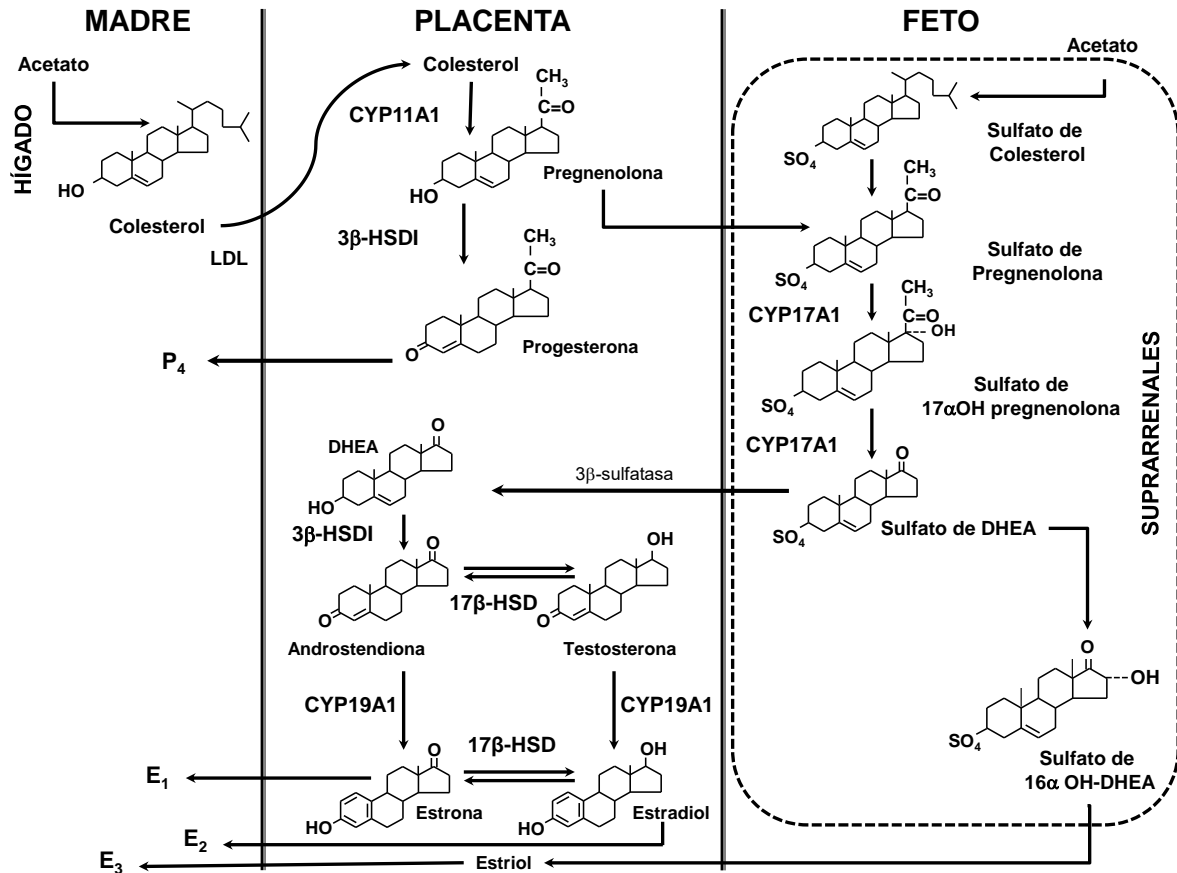 MADRE
Acetato
HÍGADO
HO
Colesterol
LDL
P4
E1
E2
E3
PLACENTA
Colesterol
CYP11A1
CH3
C=O
HO
Pregnenolona
3β-HSDI
CH3
C=O
O
Progesterona
DHEA
O
HO
3β-sulfatasa
3β-HSDI
O
O
Androstendiona
17β-HSD
OH
O
Testosterona
CYP19A1
CYP19A1
17β-HSD
O
HO
Estrona
OH
HO
Estradiol
Estriol
FETO
Acetato
SO4
Sulfato de
Colesterol
CH3
C=O
SO4
Sulfato de
Pregnenolona
CYP17A1
CH3
C=O
OH
SO4
Sulfato de
17αOH pregnenolona
CYP17A1
O
SO4
Sulfato de DHEA
SUPRARRENALES
O
OH
SO4
Sulfato de
16α OH-DHEA